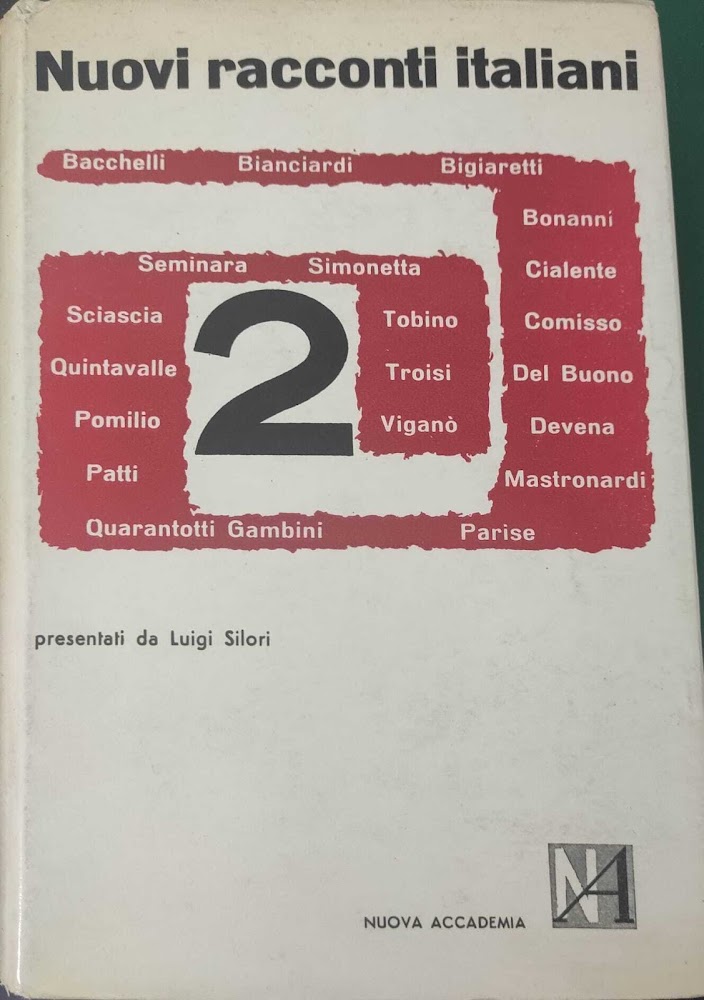 Nuovi racconti italiani
Bacchelli Bianciardi Bigiaretti
Bonanni
Seminara Simonetta Cialente
Sciascia 2 Tobino Comisso
Quintavalle Troisi Del Buono
Pomilio Viganò Devena
Patti Mastronardi
Quarantotti Gambini Parise
presentati da Luigi Silori
NUOVA ACCADEMIA NA